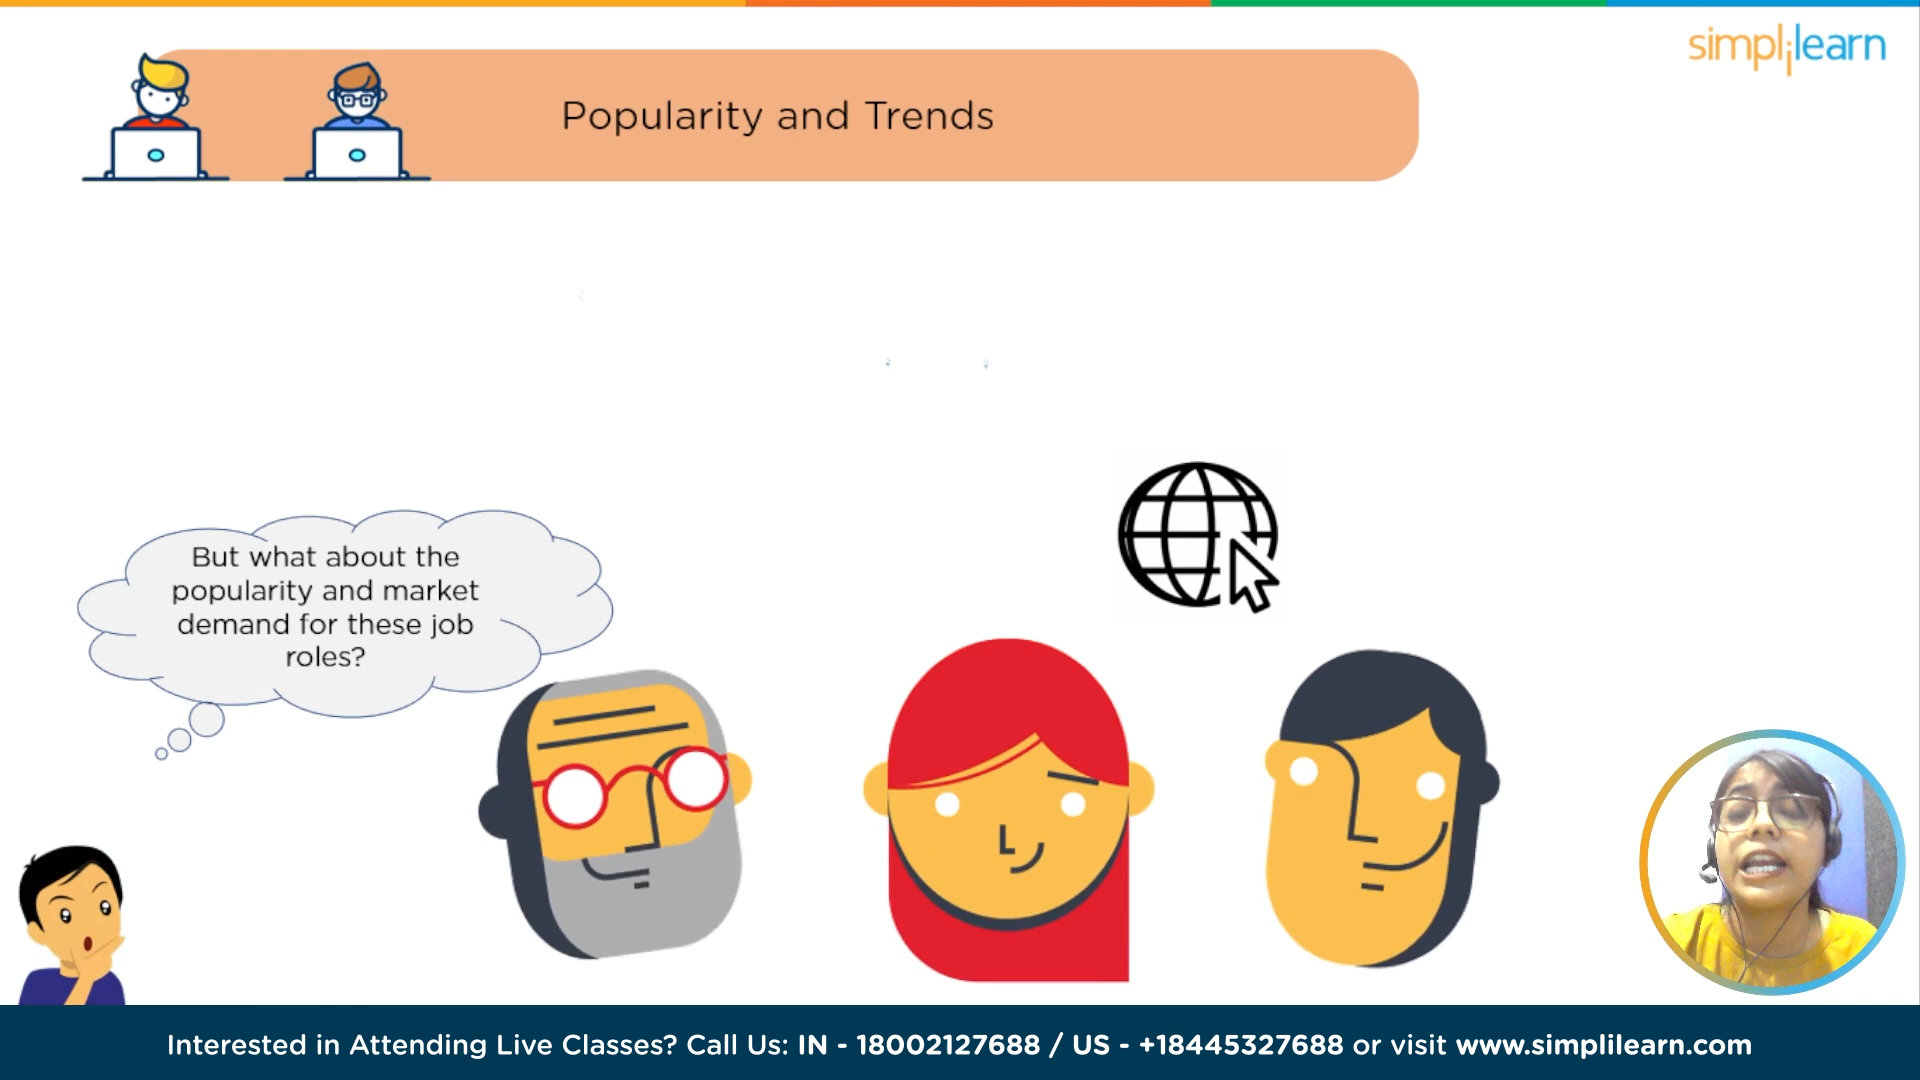 simplilearn
Popularity and Trends
But what about the
popularity and market
demand for these job
roles?
Interested in Attending Live Classes? Call Us: IN - 18002127688 / US - +18445327688 or visit www.simplilearn.com